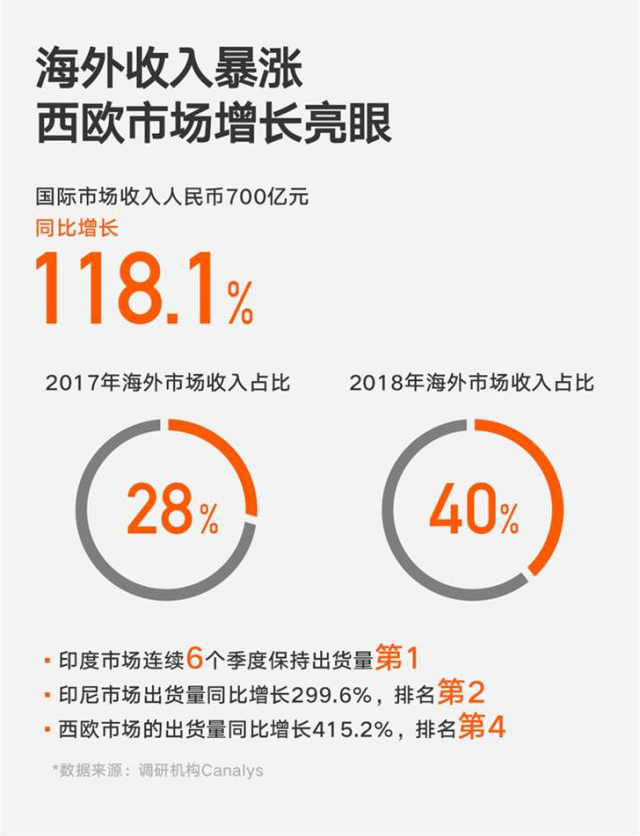 海外收入暴涨
西欧市场增长亮眼
国际市场收入人民币700亿元
同比增长
118.1%
2017年海外市场收入占比
2018年海外市场收入占比
28%
40%
▪ 印度市场连续6个季度保持出货量第1
▪ 印尼市场出货量同比增长299.6%，排名第2
▪ 西欧市场的出货量同比增长415.2%，排名第4
*数据来源：调研机构Canalys